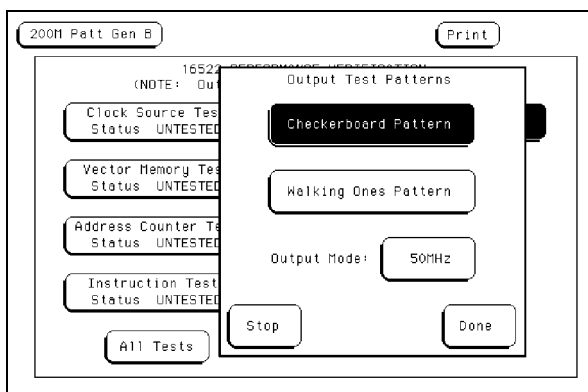 200M Patt Gen B
Print
16522
(NOTE: Out
Clock Source Tes
Status UNTESTED
Vector Memory Tes
Status UNTESTED
Address Counter Te
Status UNTESTED
Instruction Test
Status UNTESTED
All Tests
Output Test Patterns
Checkerboard Pattern
Walking Ones Pattern
Output Mode: 50MHz
Stop
Done